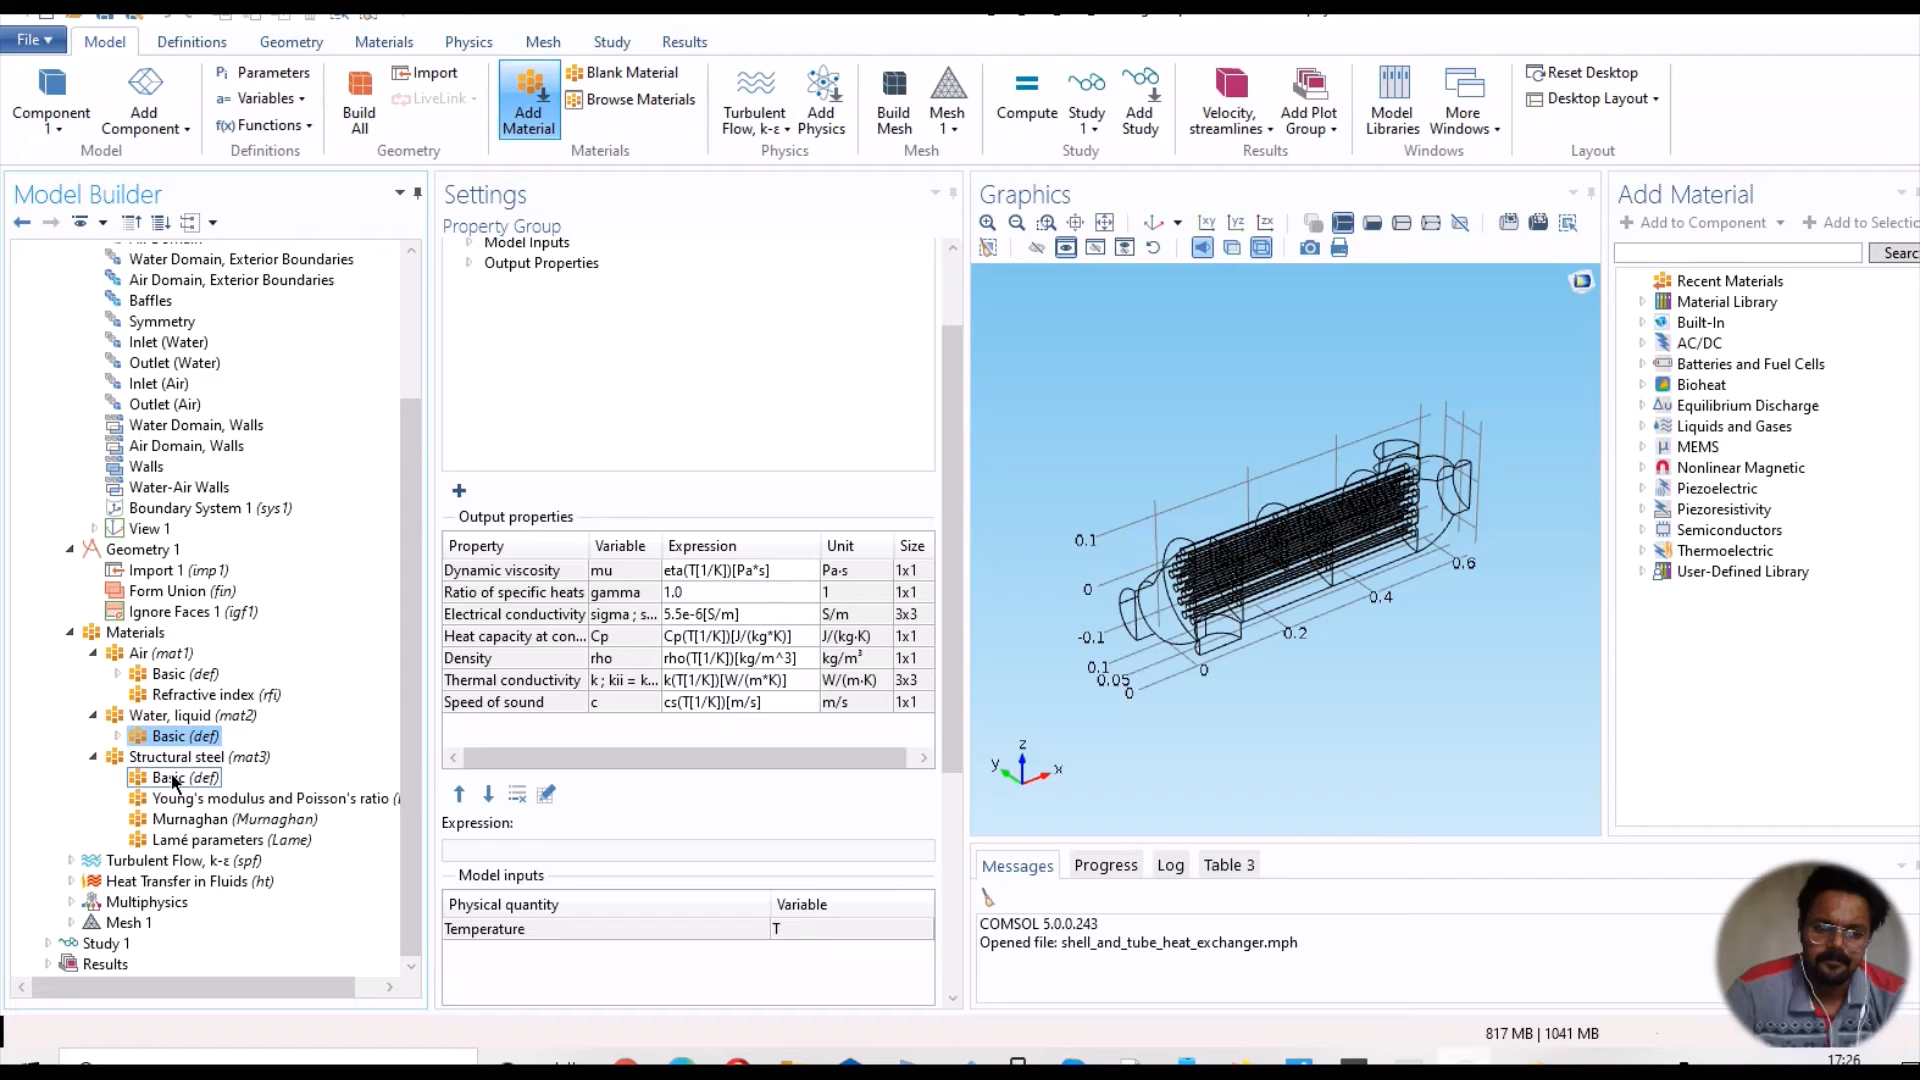 File
Model
Definitions
Geometry
Materials
Physics
Mesh
Study
Results
Component 1
Add Component
Model
Pi Parameters
a= Variables
f(x) Functions
Definitions
Build All
Import
LiveLink
Geometry
Add Material
Blank Material
Browse Materials
Materials
Turbulent Flow, k-ε
Add Physics
Physics
Build Mesh
Mesh 1
Mesh
Compute
Study 1
Add Study
Study
Velocity, streamlines
Add Plot Group
Results
Model Libraries
More Windows
Windows
Reset Desktop
Desktop Layout
Layout
Model Builder
Water Domain, Exterior Boundaries
Air Domain, Exterior Boundaries
Baffles
Symmetry
Inlet (Water)
Outlet (Water)
Inlet (Air)
Outlet (Air)
Water Domain, Walls
Air Domain, Walls
Walls
Water-Air Walls
Boundary System 1 (sys1)
View 1
Geometry 1
Import 1 (imp1)
Form Union (fin)
Ignore Faces 1 (igf1)
Materials
Air (mat1)
Basic (def)
Refractive index (rfi)
Water, liquid (mat2)
Basic (def)
Structural steel (mat3)
Basic (def)
Young's modulus and Poisson's ratio
Murnaghan (Murnaghan)
Lamé parameters (Lame)
Turbulent Flow, k-ε (spf)
Heat Transfer in Fluids (ht)
Multiphysics
Mesh 1
Study 1
Results
Settings
Property Group
Model Inputs
Output Properties
Output properties
Property Variable Expression Unit Size
Dynamic viscosity mu eta(T[1/K])[Pa*s] Pa·s 1x1
Ratio of specific heats gamma 1.0 1 1x1
Electrical conductivity sigma ; s... 5.5e-6[S/m] S/m 3x3
Heat capacity at con... Cp Cp(T[1/K])[J/(kg*K)] J/(kg·K) 1x1
Density rho rho(T[1/K])[kg/m^3] kg/m³ 1x1
Thermal conductivity k ; kii = k... k(T[1/K])[W/(m*K)] W/(m·K) 3x3
Speed of sound c cs(T[1/K])[m/s] m/s 1x1
Expression:
Model inputs
Physical quantity Variable
Temperature T
Graphics
xy yz zx
0.1
0
-0.1
0.1
0.05
0
0
0.2
0.4
0.6
z
y
x
Messages Progress Log Table 3
COMSOL 5.0.0.243
Opened file: shell_and_tube_heat_exchanger.mph
Add Material
Add to Component
Add to Selectio
Searc
Recent Materials
Material Library
Built-In
AC/DC
Batteries and Fuel Cells
Bioheat
Equilibrium Discharge
Liquids and Gases
MEMS
Nonlinear Magnetic
Piezoelectric
Piezoresistivity
Semiconductors
Thermoelectric
User-Defined Library
817 MB | 1041 MB
17:26